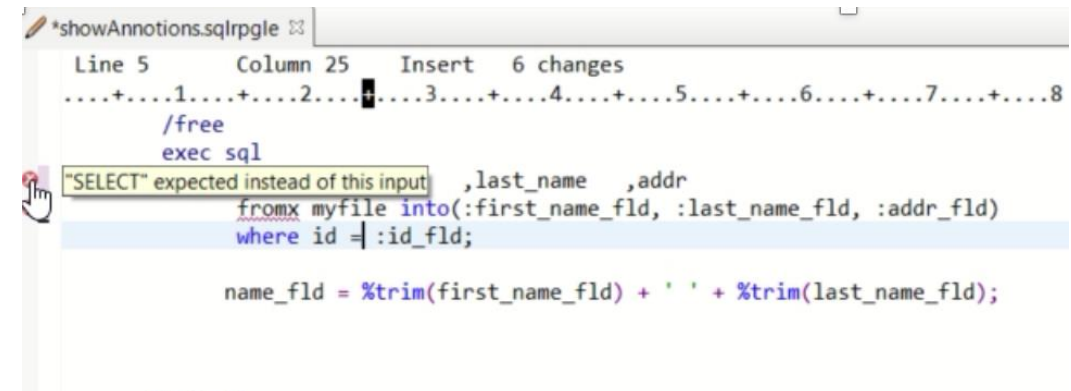 *showAnnotions.sqlrpgle
Line 5 Column 25 Insert 6 changes
....+....1....+....2....+....3....+....4....+....5....+....6....+....7....+....8
/free
exec sql
"SELECT" expected instead of this input ,last_name ,addr
fromx myfile into(:first_name_fld, :last_name_fld, :addr_fld)
where id = :id_fld;
name_fld = %trim(first_name_fld) + ' ' + %trim(last_name_fld);